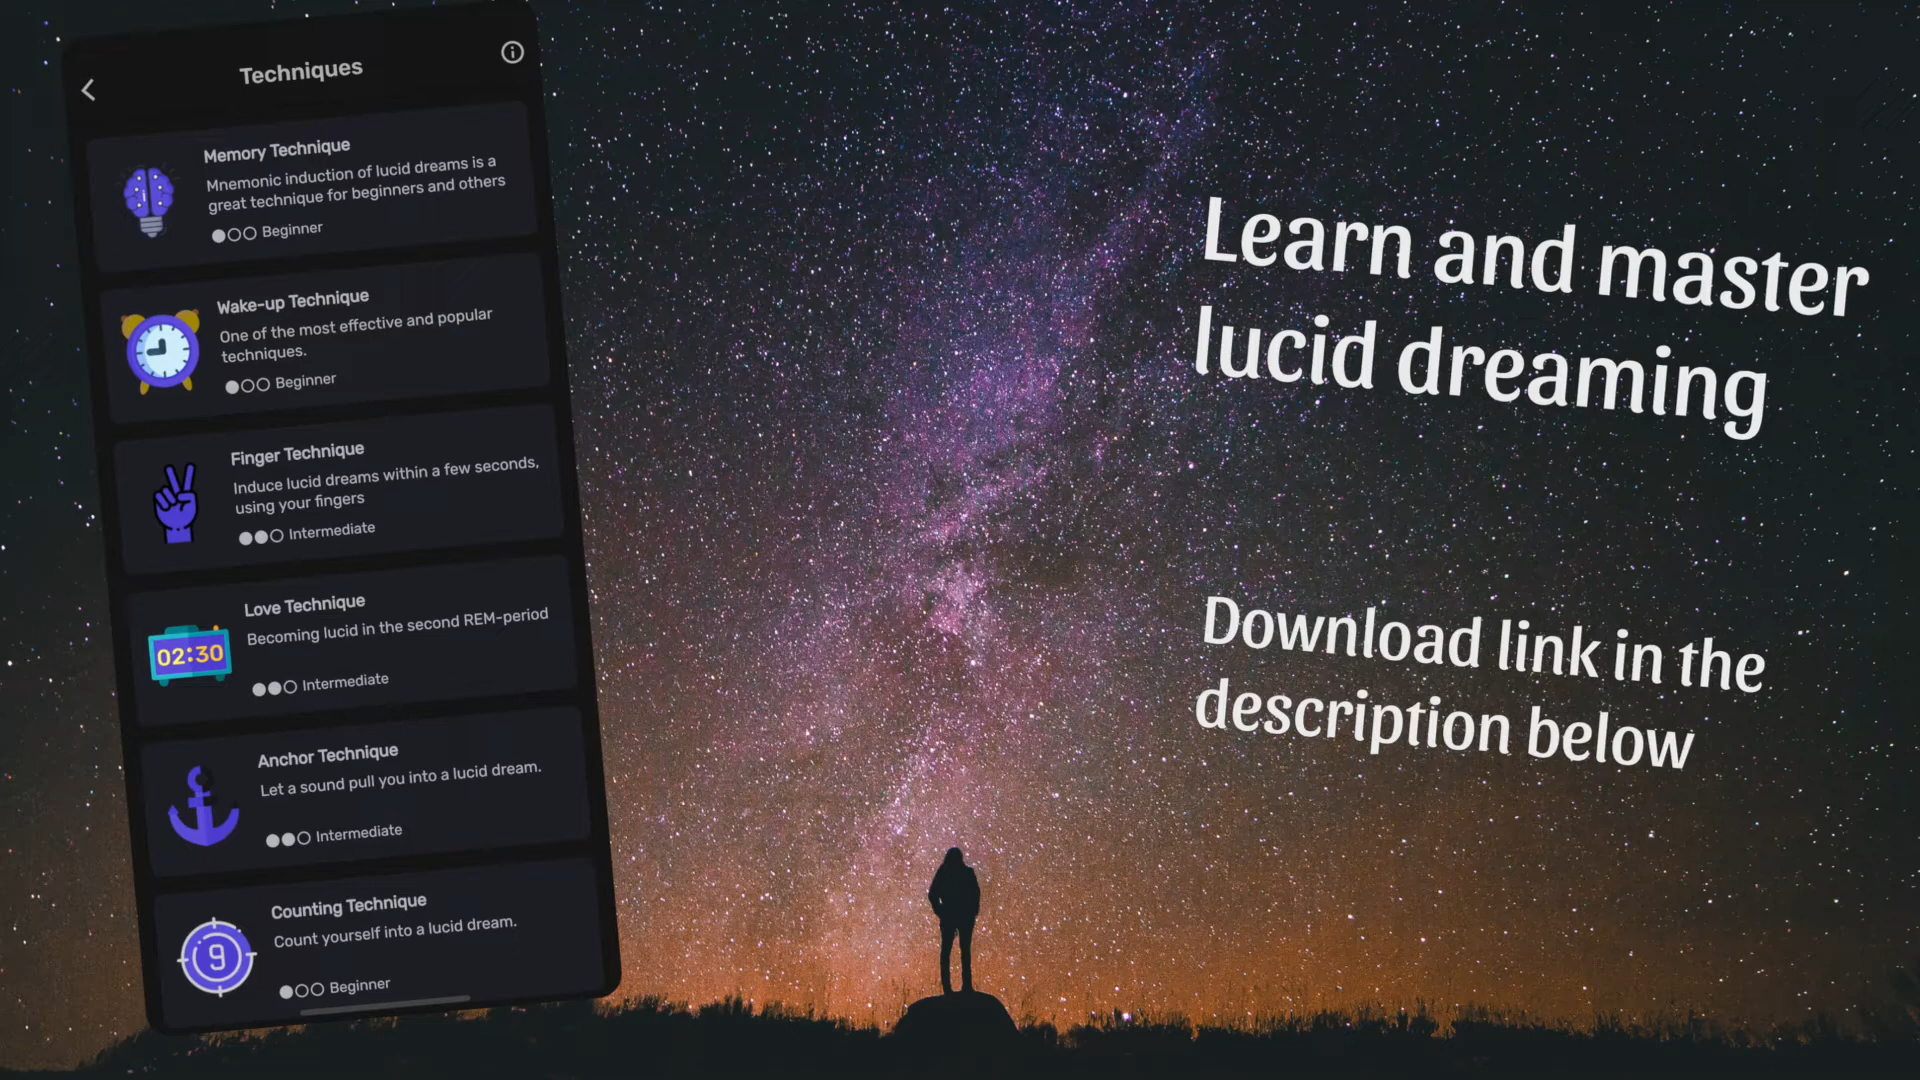 Techniques
Memory Technique
Mnemonic induction of lucid dreams is a
great technique for beginners and others
Beginner
Wake-up Technique
One of the most effective and popular
techniques.
Beginner
Finger Technique
Induce lucid dreams within a few seconds,
using your fingers
Intermediate
Love Technique
Becoming lucid in the second REM-period
02:30
Intermediate
Anchor Technique
Let a sound pull you into a lucid dream.
Intermediate
Counting Technique
Count yourself into a lucid dream.
9
Beginner
Learn and master
lucid dreaming
Download link in the
description below